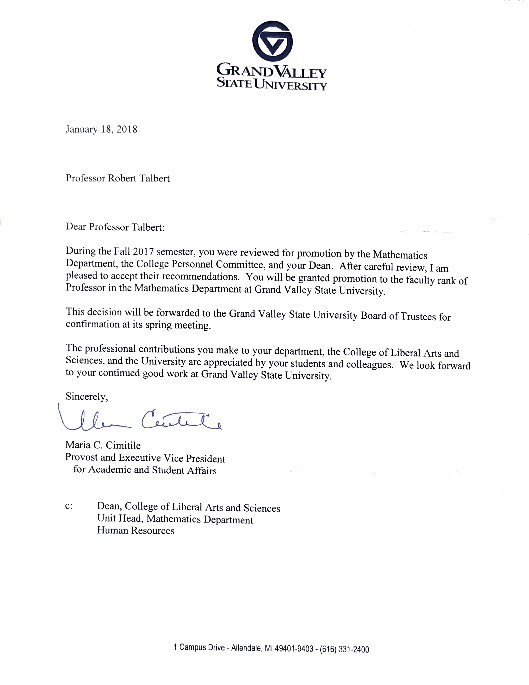 GRAND VALLEY
STATE UNIVERSITY
January 18, 2018
Professor Robert Talbert
Dear Professor Talbert:
During the Fall 2017 semester, you were reviewed for promotion by the Mathematics
Department, the College Personnel Committee, and your Dean. After careful review, I am
pleased to accept their recommendations. You will be granted promotion to the faculty rank of
Professor in the Mathematics Department at Grand Valley State University.
This decision will be forwarded to the Grand Valley State University Board of Trustees for
confirmation at its spring meeting.
The professional contributions you make to your department, the College of Liberal Arts and
Sciences, and the University are appreciated by your students and colleagues. We look forward
to your continued good work at Grand Valley State University.
Sincerely,
Maria C. Cimitile
Provost and Executive Vice President
for Academic and Student Affairs
c: Dean, College of Liberal Arts and Sciences
Unit Head, Mathematics Department
Human Resources
1 Campus Drive - Allendale, MI 49401-9403 - (616) 331-2400